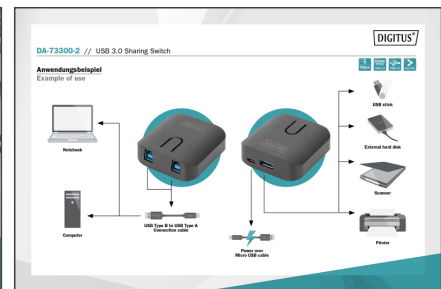 DIGITUS®
DA-73300-2 // USB 3.0 Sharing Switch
Anwendungsbeispiel
Example of use
USB stick
Notebook
External hard disk
Scanner
Computer
USB Type B to USB Type A
Connection cable
Power over
Micro USB cable
Printer